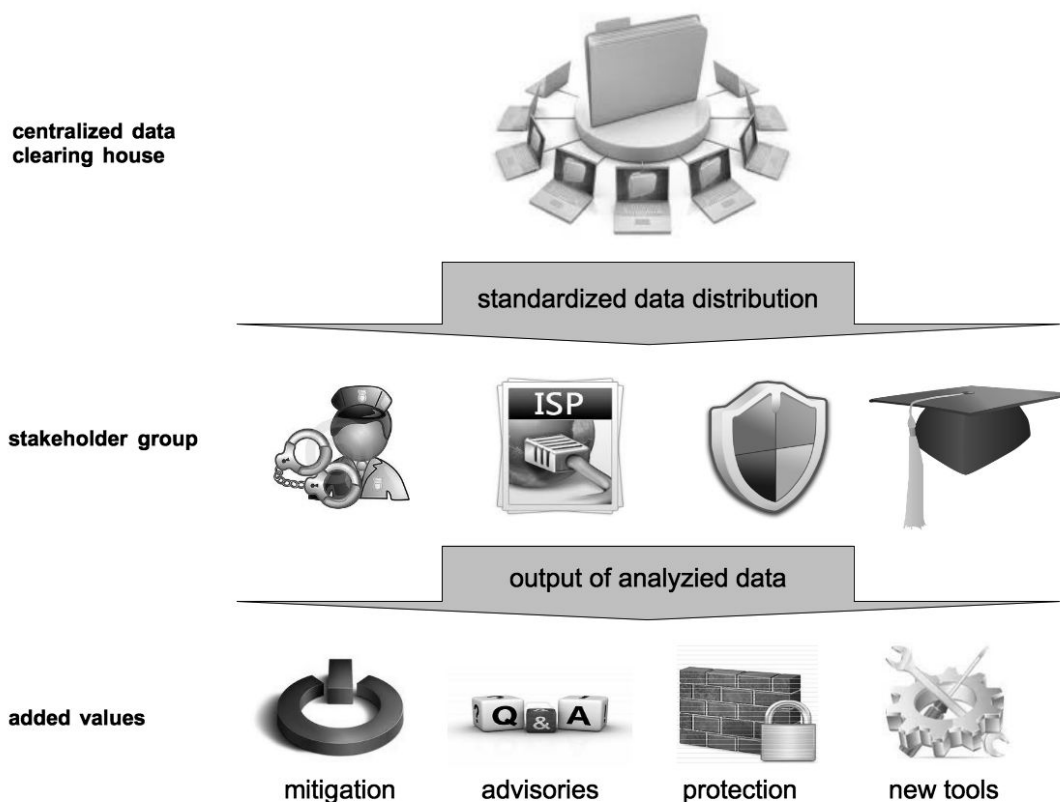 centralized data
clearing house
standardized data distribution
stakeholder group
ISP
output of analyzied data
added values
Q & A
mitigation
advisories
protection
new tools